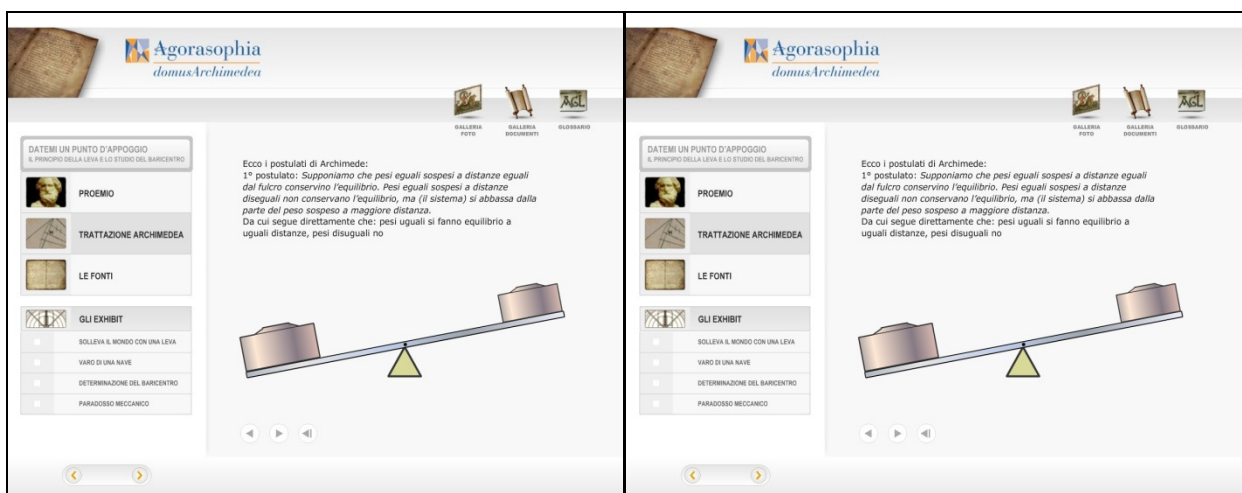 Agorasophia
domusArchimedea
GALLERIA FOTO
GALLERIA DOCUMENTI
GLOSSARIO
DATEMI UN PUNTO D'APPOGGIO
IL PRINCIPIO DELLA LEVA E LO STUDIO DEL BARICENTRO
PROEMIO
TRATTAZIONE ARCHIMEDEA
LE FONTI
GLI EXHIBIT
SOLLEVA IL MONDO CON UNA LEVA
VARO DI UNA NAVE
DETERMINAZIONE DEL BARICENTRO
PARADOSSO MECCANICO
Ecco i postulati di Archimede:
1° postulato: Supponiamo che pesi eguali sospesi a distanze eguali
dal fulcro conservino l'equilibrio. Pesi eguali sospesi a distanze
diseguali non conservano l'equilibrio, ma (il sistema) si abbassa dalla
parte del peso sospeso a maggiore distanza.
Da cui segue direttamente che: pesi uguali si fanno equilibrio a
uguali distanze, pesi disuguali no
Agorasophia
domusArchimedea
GALLERIA FOTO
GALLERIA DOCUMENTI
GLOSSARIO
DATEMI UN PUNTO D'APPOGGIO
IL PRINCIPIO DELLA LEVA E LO STUDIO DEL BARICENTRO
PROEMIO
TRATTAZIONE ARCHIMEDEA
LE FONTI
GLI EXHIBIT
SOLLEVA IL MONDO CON UNA LEVA
VARO DI UNA NAVE
DETERMINAZIONE DEL BARICENTRO
PARADOSSO MECCANICO
Ecco i postulati di Archimede:
1° postulato: Supponiamo che pesi eguali sospesi a distanze eguali
dal fulcro conservino l'equilibrio. Pesi eguali sospesi a distanze
diseguali non conservano l'equilibrio, ma (il sistema) si abbassa dalla
parte del peso sospeso a maggiore distanza.
Da cui segue direttamente che: pesi uguali si fanno equilibrio a
uguali distanze, pesi disuguali no